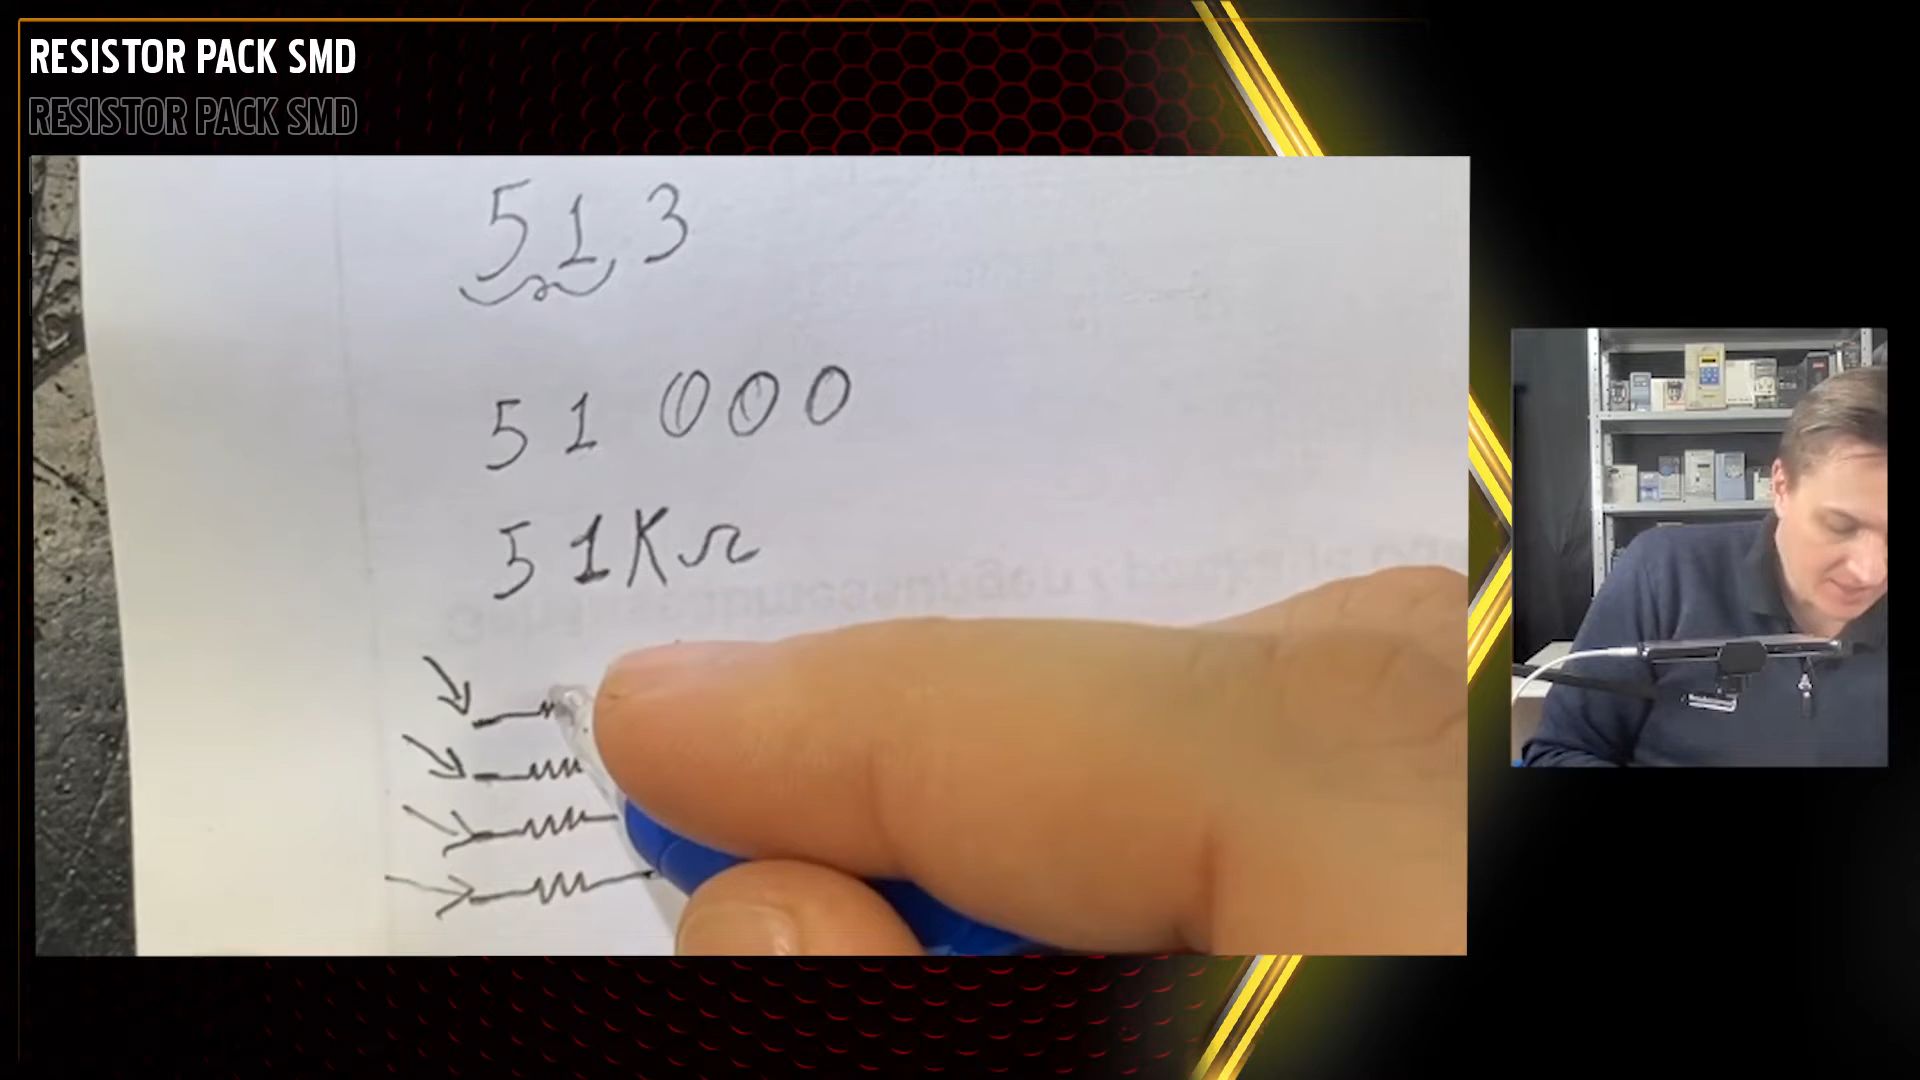 RESISTOR PACK SMD
RESISTOR PACK SMD
513
51 000
51KΩ